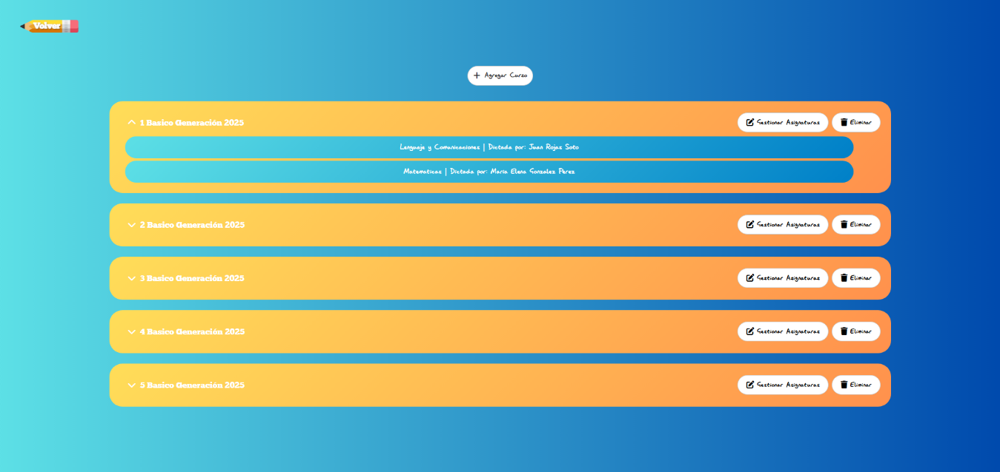 Volver
+ Agregar Curso
1 Basico Generación 2025
Gestionar Asignaturas
Eliminar
Lenguaje y Comunicaciones | Dictada por: Juan Rojas Soto
Matematicas | Dictada por: María Elena Gonzalez Perez
2 Basico Generación 2025
Gestionar Asignaturas
Eliminar
3 Basico Generación 2025
Gestionar Asignaturas
Eliminar
4 Basico Generación 2025
Gestionar Asignaturas
Eliminar
5 Basico Generación 2025
Gestionar Asignaturas
Eliminar